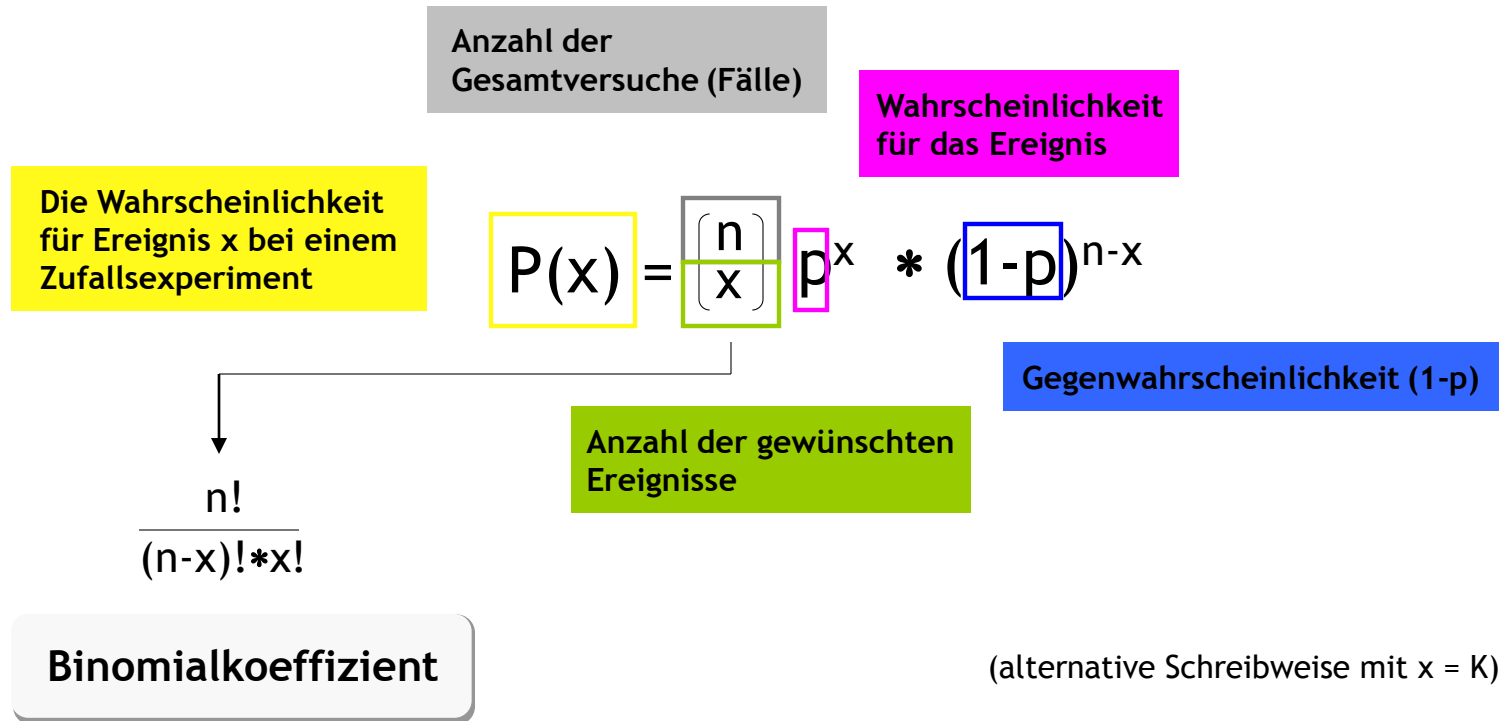 Anzahl der
Gesamtversuche (Fälle)
Wahrscheinlichkeit
für das Ereignis
Die Wahrscheinlichkeit
für Ereignis x bei einem
Zufallsexperiment
P(x) = (n x) pˣ * (1-p)ⁿ⁻ˣ
Gegenwahrscheinlichkeit (1-p)
Anzahl der gewünschten
Ereignisse
n!
(n-x)!*x!
Binomialkoeffizient
(alternative Schreibweise mit x = K)